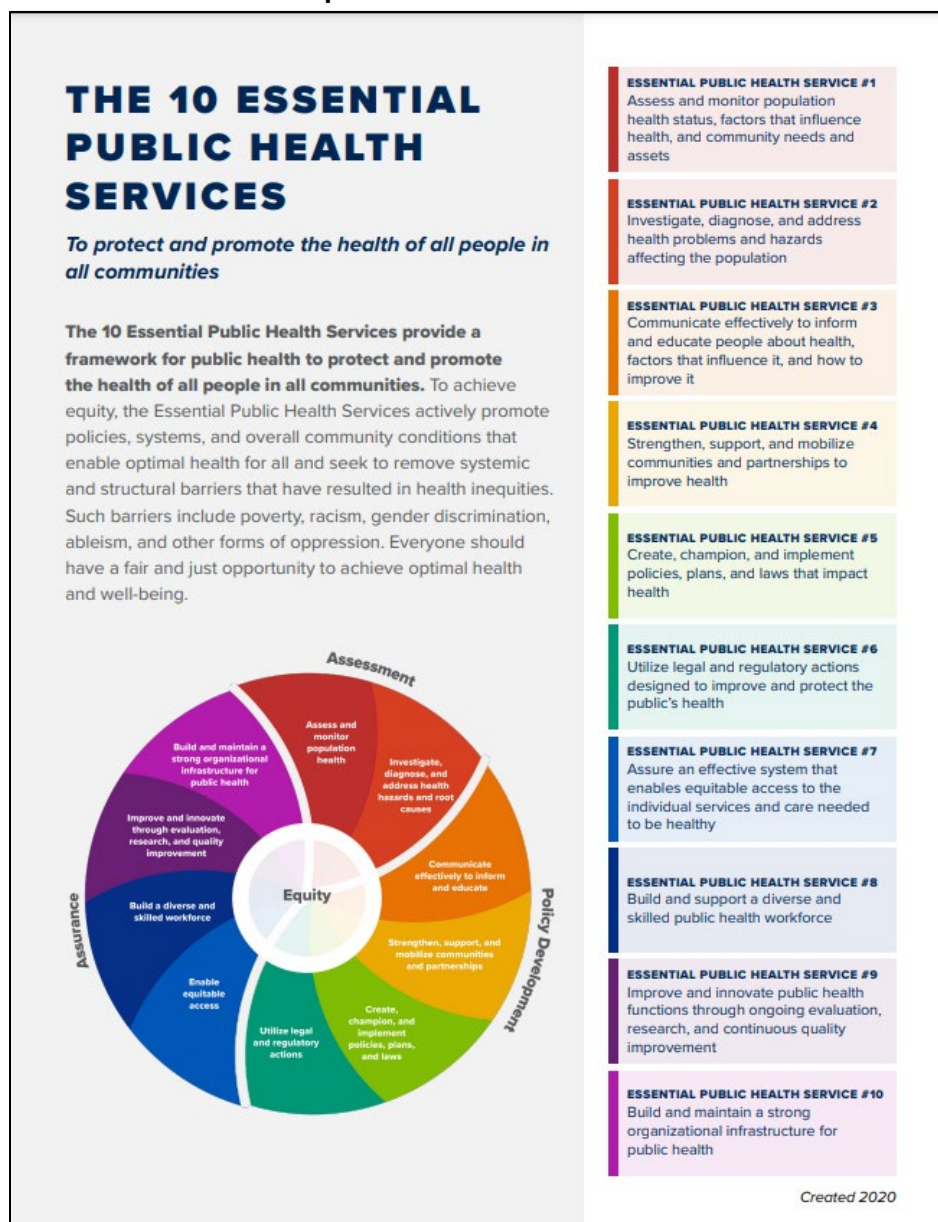 THE 10 ESSENTIAL
PUBLIC HEALTH
SERVICES
To protect and promote the health of all people in
all communities
The 10 Essential Public Health Services provide a
framework for public health to protect and promote
the health of all people in all communities. To achieve
equity, the Essential Public Health Services actively promote
policies, systems, and overall community conditions that
enable optimal health for all and seek to remove systemic
and structural barriers that have resulted in health inequities.
Such barriers include poverty, racism, gender discrimination,
ableism, and other forms of oppression. Everyone should
have a fair and just opportunity to achieve optimal health
and well-being.
Assessment
Assess and
monitor
population
health
Investigate,
diagnose, and
address health
hazards and root
causes
Policy Development
Communicate
effectively to inform
and educate
Strengthen, support, and
mobilize communities
and partnerships
Create,
champion, and
implement
policies, plans,
and laws
Utilize legal
and regulatory
actions
Assurance
Enable
equitable
access
Build a diverse and
skilled workforce
Improve and innovate
through evaluation,
research, and quality
improvement
Build and maintain a
strong organizational
infrastructure for
public health
Equity
ESSENTIAL PUBLIC HEALTH SERVICE #1
Assess and monitor population
health status, factors that influence
health, and community needs and
assets
ESSENTIAL PUBLIC HEALTH SERVICE #2
Investigate, diagnose, and address
health problems and hazards
affecting the population
ESSENTIAL PUBLIC HEALTH SERVICE #3
Communicate effectively to inform
and educate people about health,
factors that influence it, and how to
improve it
ESSENTIAL PUBLIC HEALTH SERVICE #4
Strengthen, support, and mobilize
communities and partnerships to
improve health
ESSENTIAL PUBLIC HEALTH SERVICE #5
Create, champion, and implement
policies, plans, and laws that impact
health
ESSENTIAL PUBLIC HEALTH SERVICE #6
Utilize legal and regulatory actions
designed to improve and protect the
public's health
ESSENTIAL PUBLIC HEALTH SERVICE #7
Assure an effective system that
enables equitable access to the
individual services and care needed
to be healthy
ESSENTIAL PUBLIC HEALTH SERVICE #8
Build and support a diverse and
skilled public health workforce
ESSENTIAL PUBLIC HEALTH SERVICE #9
Improve and innovate public health
functions through ongoing evaluation,
research, and continuous quality
improvement
ESSENTIAL PUBLIC HEALTH SERVICE #10
Build and maintain a strong
organizational infrastructure for
public health
Created 2020